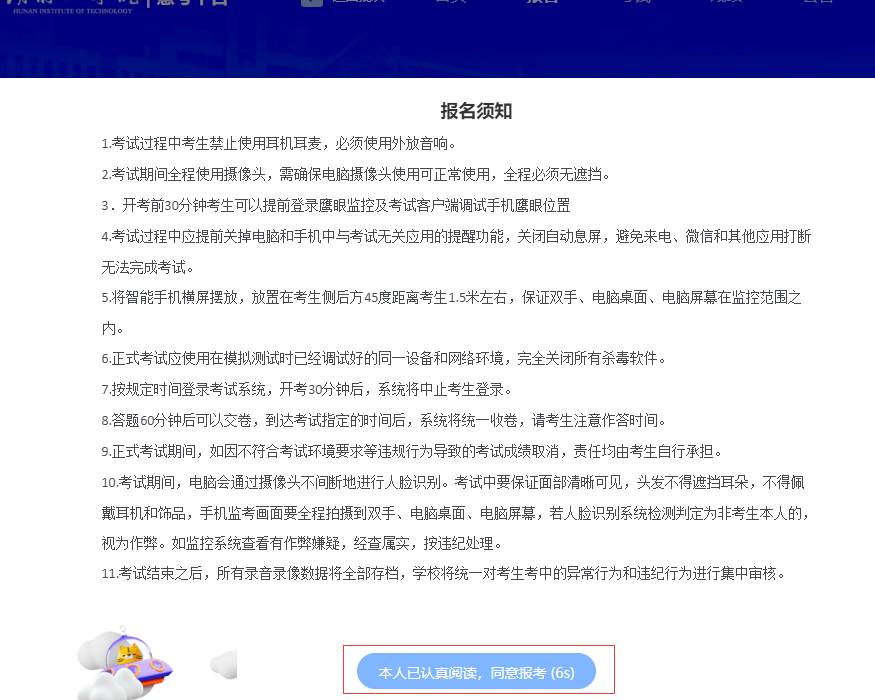 HUNAN INSTITUTE OF TECHNOLOGY
报名须知
1.考试过程中考生禁止使用耳机耳麦，必须使用外放音响。
2.考试期间全程使用摄像头，需确保电脑摄像头使用可正常使用，全程必须无遮挡。
3．开考前30分钟考生可以提前登录鹰眼监控及考试客户端调试手机鹰眼位置
4.考试过程中应提前关掉电脑和手机中与考试无关应用的提醒功能，关闭自动息屏，避免来电、微信和其他应用打断
无法完成考试。
5.将智能手机横屏摆放，放置在考生侧后方45度距离考生1.5米左右，保证双手、电脑桌面、电脑屏幕在监控范围之
内。
6.正式考试应使用在模拟测试时已经调试好的同一设备和网络环境，完全关闭所有杀毒软件。
7.按规定时间登录考试系统，开考30分钟后，系统将中止考生登录。
8.答题60分钟后可以交卷，到达考试指定的时间后，系统将统一收卷，请考生注意作答时间。
9.正式考试期间，如因不符合考试环境要求等违规行为导致的考试成绩取消，责任均由考生自行承担。
10.考试期间，电脑会通过摄像头不间断地进行人脸识别。考试中要保证面部清晰可见，头发不得遮挡耳朵，不得佩
戴耳机和饰品，手机监考画面要全程拍摄到双手、电脑桌面、电脑屏幕，若人脸识别系统检测判定为非考生本人的，
视为作弊。如监控系统查看有作弊嫌疑，经查属实，按违纪处理。
11.考试结束之后，所有录音录像数据将全部存档，学校将统一对考生考中的异常行为和违纪行为进行集中审核。
本人已认真阅读，同意报考 (6s)